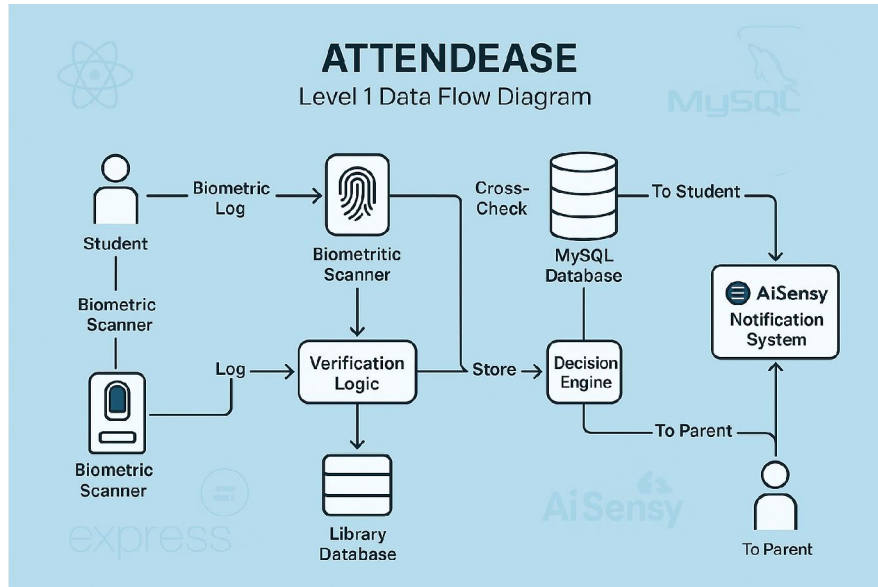 ATTENDEASE
Level 1 Data Flow Diagram
MySQL
Student
Biometric
Log
Biometritic
Scanner
Cross-
Check
MySQL
Database
To Student
AiSensy
Notification
System
Biometric
Scanner
Log
Verification
Logic
Store
Decision
Engine
To Parent
Biometric
Scanner
Library
Database
To Parent
express
AiSensy